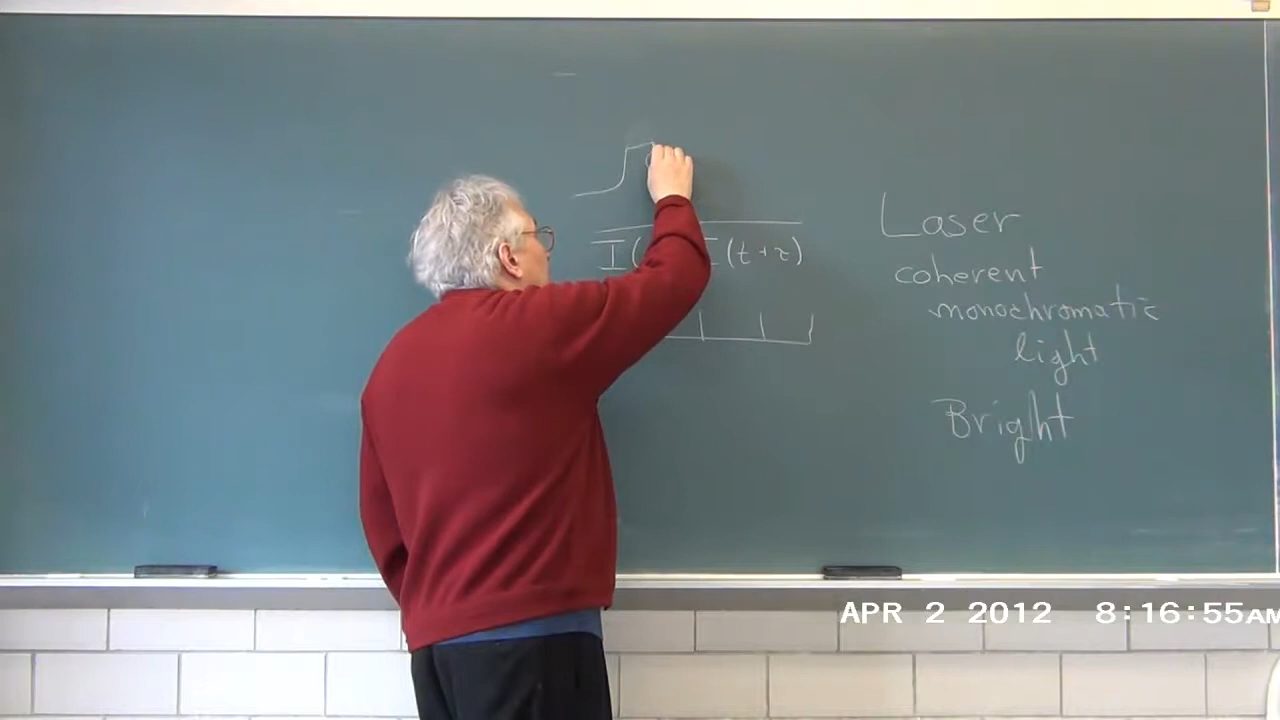 I( I(t+τ)
Laser
coherent
monochromatic
light
Bright
APR 2 2012 8:16:55AM